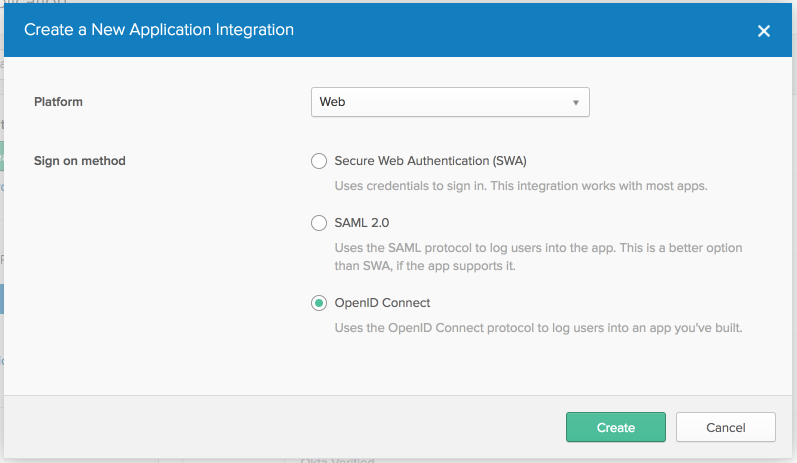 Create a New Application Integration
Platform
Web
Sign on method
Secure Web Authentication (SWA)
Uses credentials to sign in. This integration works with most apps.
SAML 2.0
Uses the SAML protocol to log users into the app. This is a better option
than SWA, if the app supports it.
OpenID Connect
Uses the OpenID Connect protocol to log users into an app you've built.
Create
Cancel
Okta Verified